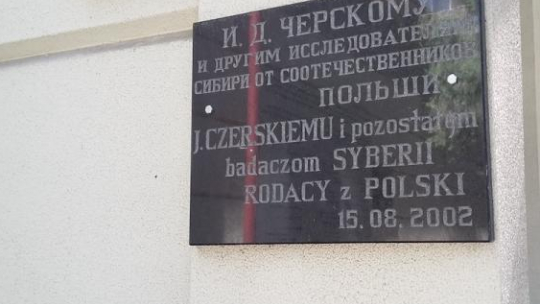 И. Д. ЧЕРСКОМУ
И ДРУГИМ ИССЛЕДОВАТЕЛЯМ
СИБИРИ ОТ СООТЕЧЕСТВЕННИКОВ
ПОЛЬШИ
J. CZERSKIEMU i pozostałym
badaczom SYBERII
RODACY z POLSKI
15.08.2002